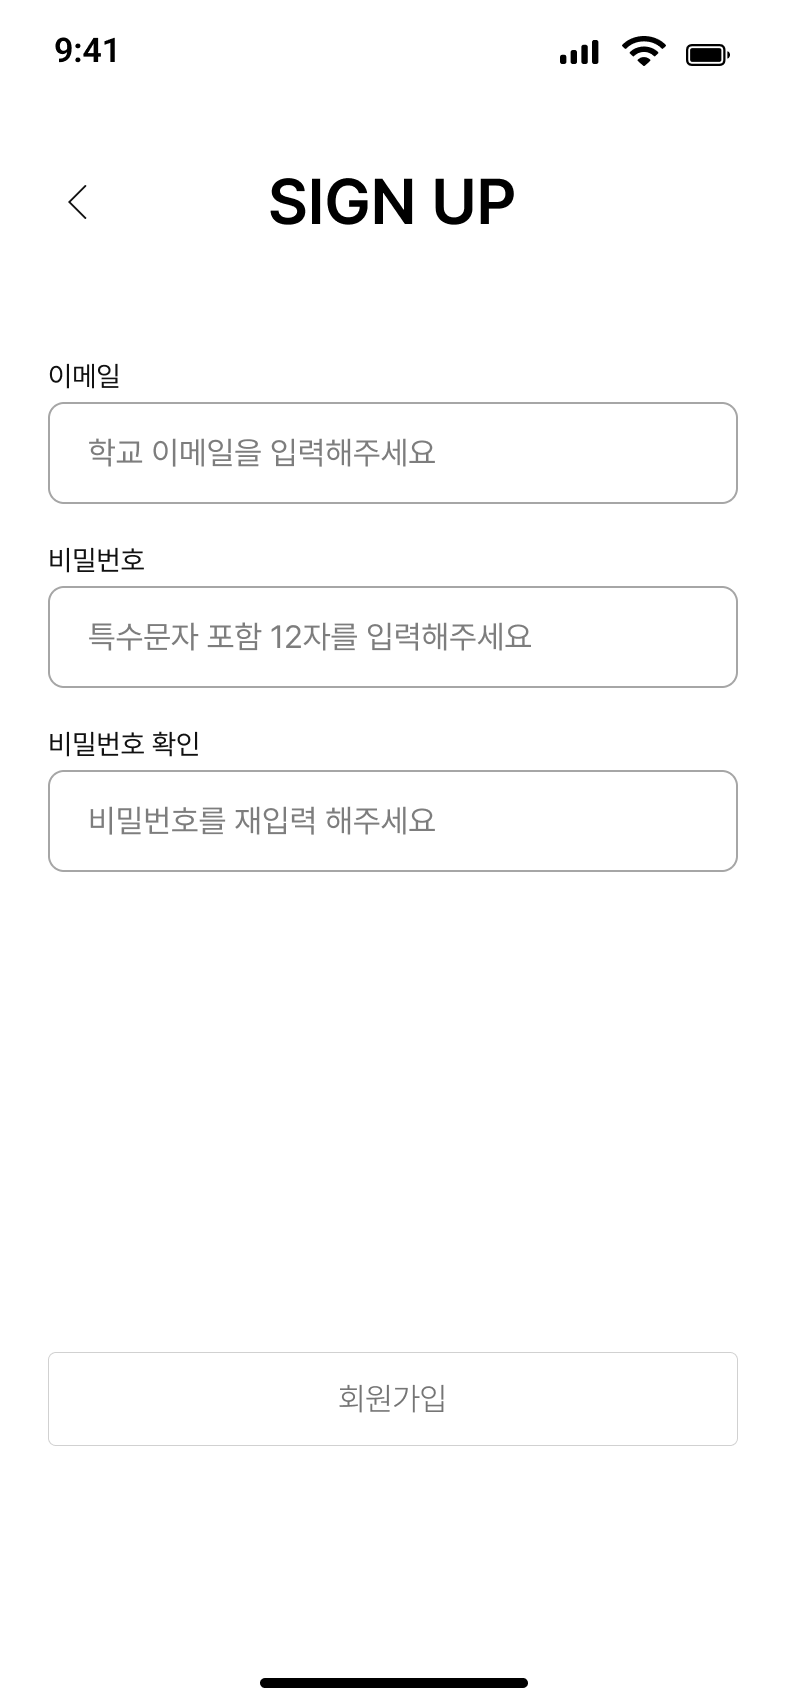 9:41
SIGN UP
이메일
학교 이메일을 입력해주세요
비밀번호
특수문자 포함 12자를 입력해주세요
비밀번호 확인
비밀번호를 재입력 해주세요
회원가입